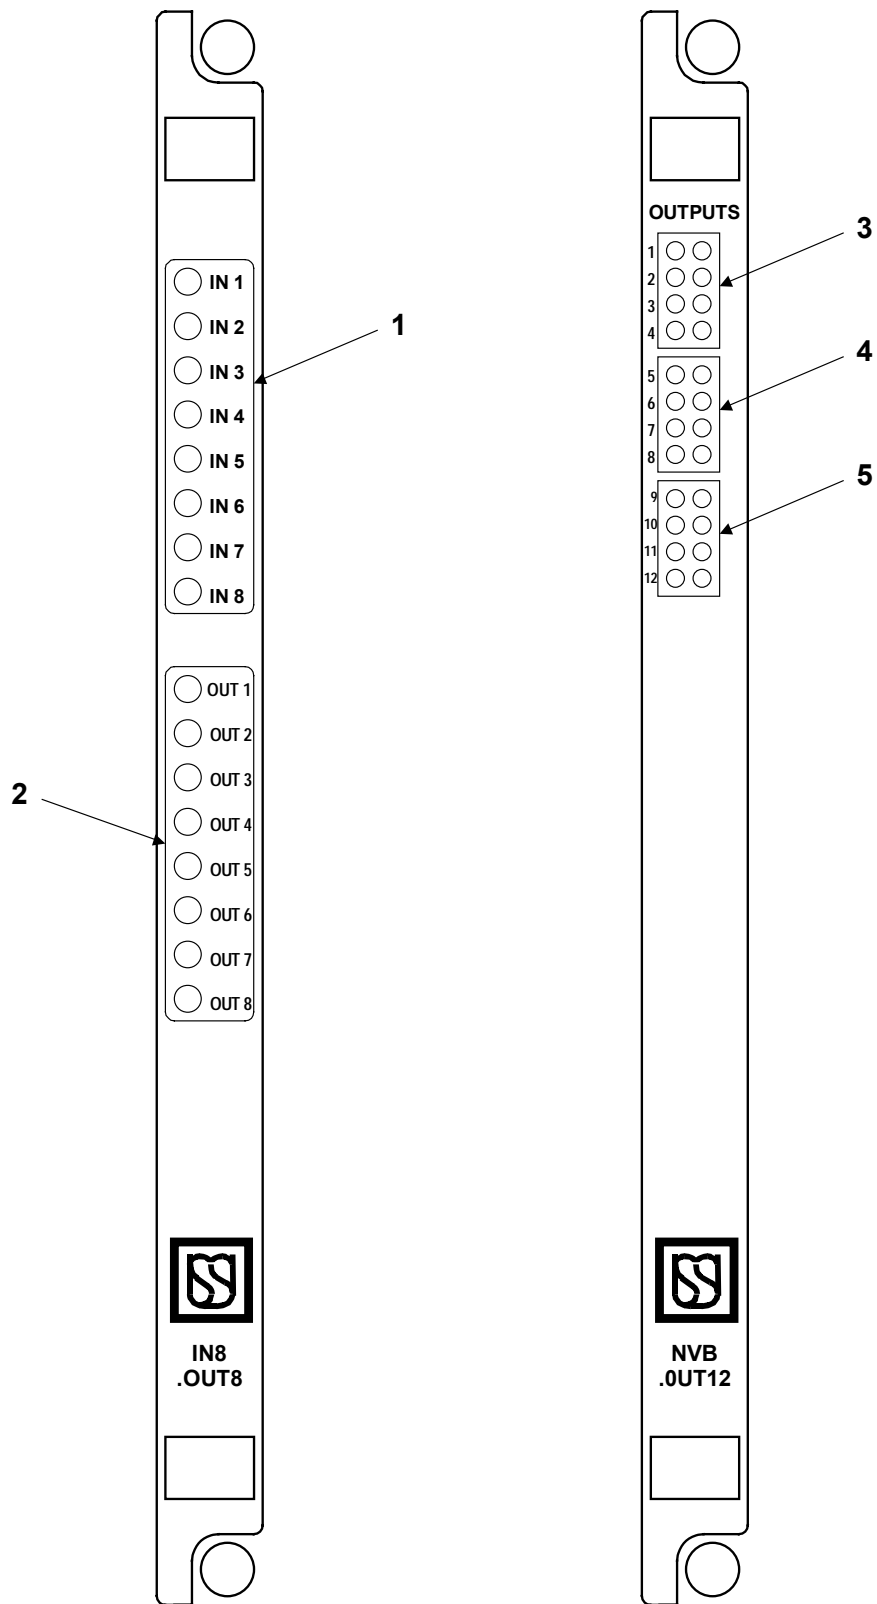 IN 1
IN 2
IN 3
IN 4
IN 5
IN 6
IN 7
IN 8
1
OUT 1
OUT 2
OUT 3
OUT 4
OUT 5
OUT 6
OUT 7
OUT 8
2
IN8
.OUT8
OUTPUTS
1
2
3
4
3
5
6
7
8
4
9
10
11
12
5
NVB
.0UT12